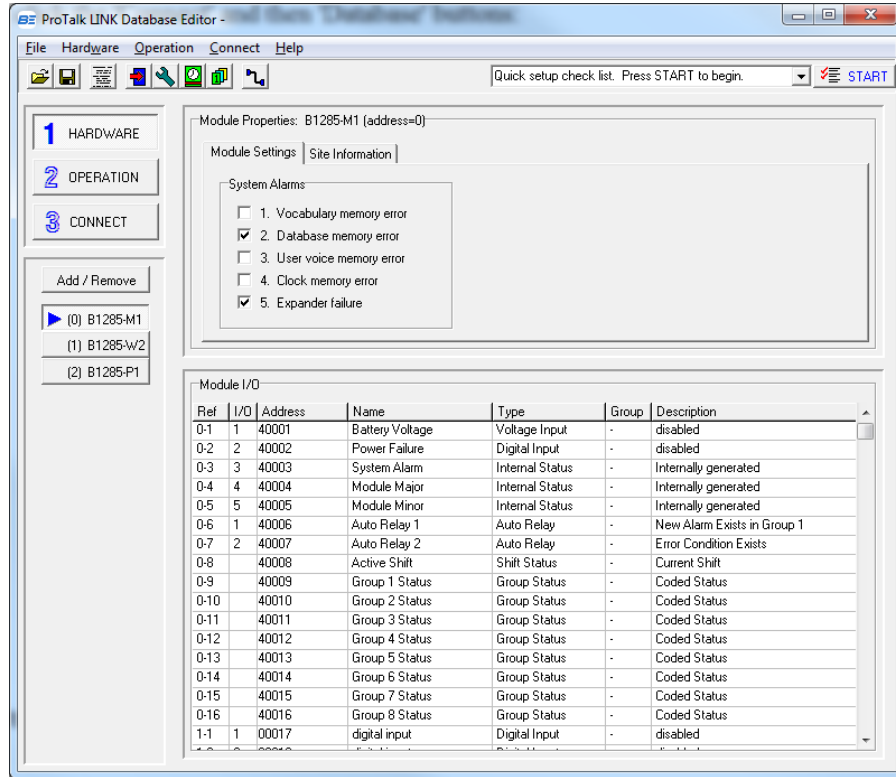 and then 'Database' buttons:
BE ProTalk LINK Database Editor -
File Hardware Operation Connect Help
Quick setup check list. Press START to begin. START
1 HARDWARE
2 OPERATION
3 CONNECT
Add / Remove
(0) B1285-M1
(1) B1285-W2
(2) B1285-P1
Module Properties: B1285-M1 (address=0)
Module Settings Site Information
System Alarms
1. Vocabulary memory error
2. Database memory error
3. User voice memory error
4. Clock memory error
5. Expander failure
Module I/O
Ref I/O Address Name Type Group Description
0-1 1 40001 Battery Voltage Voltage Input - disabled
0-2 2 40002 Power Failure Digital Input - disabled
0-3 3 40003 System Alarm Internal Status - Internally generated
0-4 4 40004 Module Major Internal Status - Internally generated
0-5 5 40005 Module Minor Internal Status - Internally generated
0-6 1 40006 Auto Relay 1 Auto Relay - New Alarm Exists in Group 1
0-7 2 40007 Auto Relay 2 Auto Relay - Error Condition Exists
0-8 40008 Active Shift Shift Status - Current Shift
0-9 40009 Group 1 Status Group Status - Coded Status
0-10 40010 Group 2 Status Group Status - Coded Status
0-11 40011 Group 3 Status Group Status - Coded Status
0-12 40012 Group 4 Status Group Status - Coded Status
0-13 40013 Group 5 Status Group Status - Coded Status
0-14 40014 Group 6 Status Group Status - Coded Status
0-15 40015 Group 7 Status Group Status - Coded Status
0-16 40016 Group 8 Status Group Status - Coded Status
1-1 1 00017 digital input Digital Input - disabled